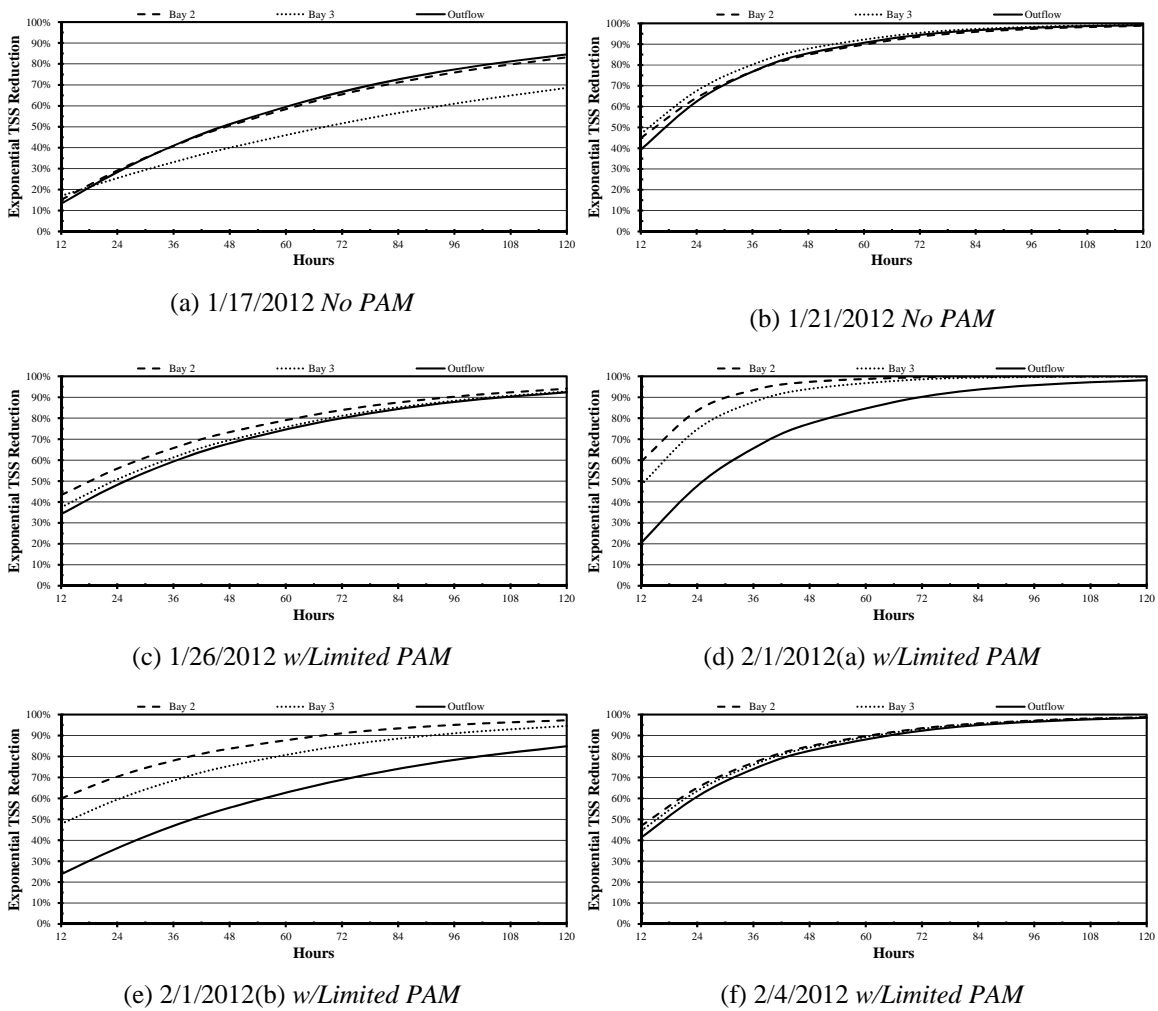 Bay 2 Bay 3 Outflow
Exponential TSS Reduction
100%
90%
80%
70%
60%
50%
40%
30%
20%
10%
0%
12 24 36 48 60 72 84 96 108 120
Hours
(a) 1/17/2012 No PAM
Bay 2 Bay 3 Outflow
Exponential TSS Reduction
100%
90%
80%
70%
60%
50%
40%
30%
20%
10%
0%
12 24 36 48 60 72 84 96 108 120
Hours
(b) 1/21/2012 No PAM
Bay 2 Bay 3 Outflow
Exponential TSS Reduction
100%
90%
80%
70%
60%
50%
40%
30%
20%
10%
0%
12 24 36 48 60 72 84 96 108 120
Hours
(c) 1/26/2012 w/Limited PAM
Bay 2 Bay 3 Outflow
Exponential TSS Reduction
100%
90%
80%
70%
60%
50%
40%
30%
20%
10%
0%
12 24 36 48 60 72 84 96 108 120
Hours
(d) 2/1/2012(a) w/Limited PAM
Bay 2 Bay 3 Outflow
Exponential TSS Reduction
100%
90%
80%
70%
60%
50%
40%
30%
20%
10%
0%
12 24 36 48 60 72 84 96 108 120
Hours
(e) 2/1/2012(b) w/Limited PAM
Bay 2 Bay 3 Outflow
Exponential TSS Reduction
100%
90%
80%
70%
60%
50%
40%
30%
20%
10%
0%
12 24 36 48 60 72 84 96 108 120
Hours
(f) 2/4/2012 w/Limited PAM